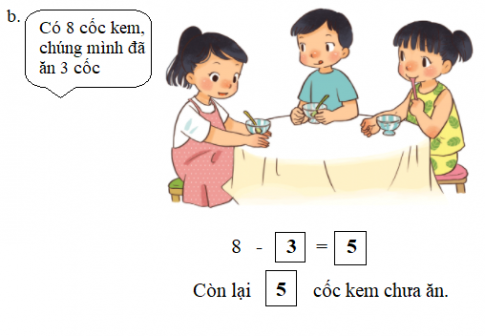 b.
Có 8 cốc kem,
chúng mình đã
ăn 3 cốc
8 - 3 = 5
Còn lại 5 cốc kem chưa ăn.